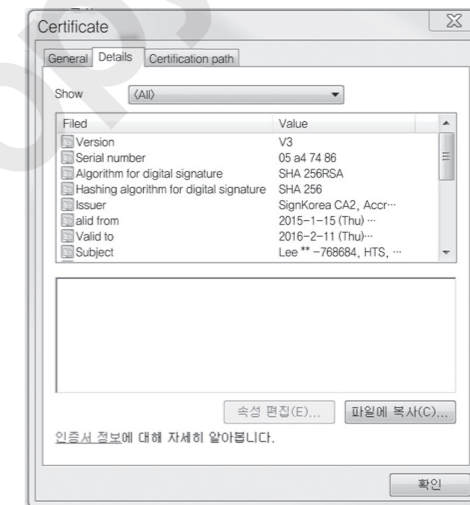 Certificate
General Details Certification path
Show 〈All〉
Filed Value
Version V3
Serial number 05 a4 74 86
Algorithm for digital signature SHA 256RSA
Hashing algorithm for digital signature SHA 256
Issuer SignKorea CA2, Accr…
alid from 2015-1-15 (Thu) …
Valid to 2016-2-11 (Thu)…
Subject Lee ** -768684, HTS, …
속성 편집(E)... 파일에 복사(C)...
인증서 정보에 대해 자세히 알아봅니다.
확인